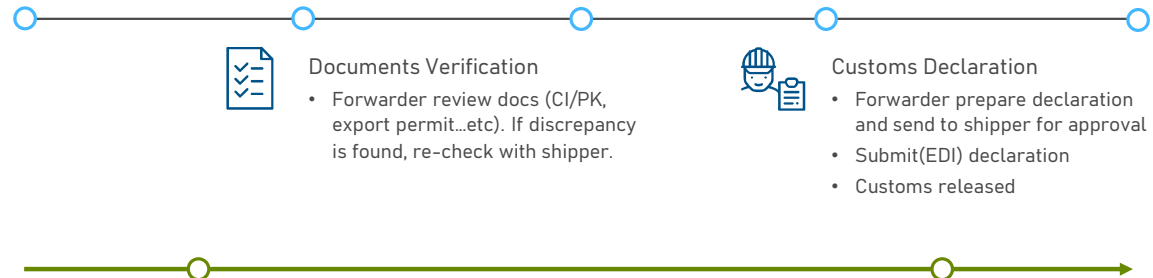 Documents Verification
• Forwarder review docs (CI/PK,
export permit…etc). If discrepancy
is found, re-check with shipper.
Customs Declaration
• Forwarder prepare declaration
and send to shipper for approval
• Submit(EDI) declaration
• Customs released